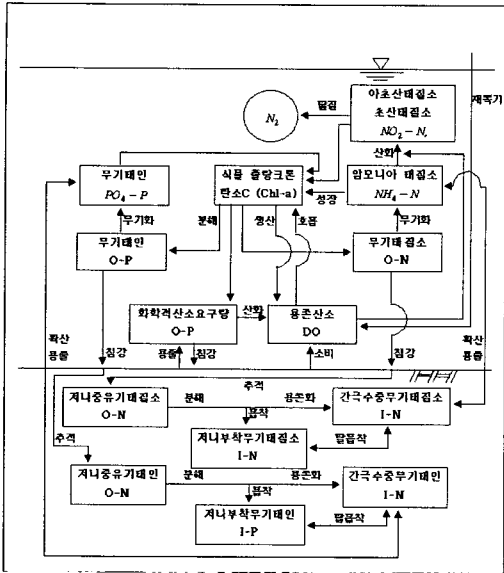 아초산태질소
초산태질소
NO₂-N,
재폭기
탈질
N₂
산화
무기태인
PO₄-P
식물 플랑크톤
탄소C (Chl-a)
암모니아 태질소
NH₄-N
성장
무기화
분해
생산
호흡
무기화
무기태인
O-P
무기태질소
O-N
화학적산소요구량
O-P
산화
용존산소
DO
확산
용출
침강
용출
침강
소비
침강
확산
용출
추적
저니중유기태질소
O-N
분해
용존화
간극수중무기태질소
I-N
흡착
저니부착무기태질소
I-N
탈흡착
추적
저니중유기태인
O-N
분해
용존화
간극수중무기태인
I-N
흡착
저니부착무기태인
I-P
탈흡착